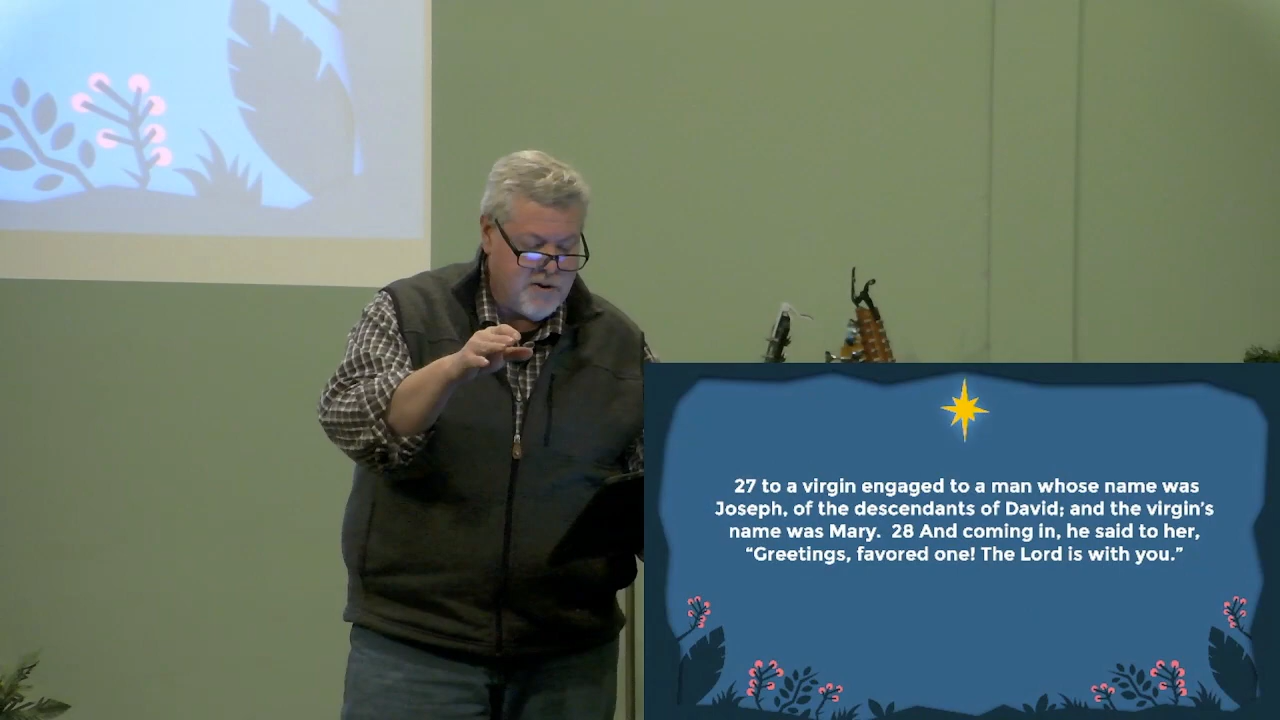 27 to a virgin engaged to a man whose name was
Joseph, of the descendants of David; and the virgin's
name was Mary.  28 And coming in, he said to her,
“Greetings, favored one! The Lord is with you.”